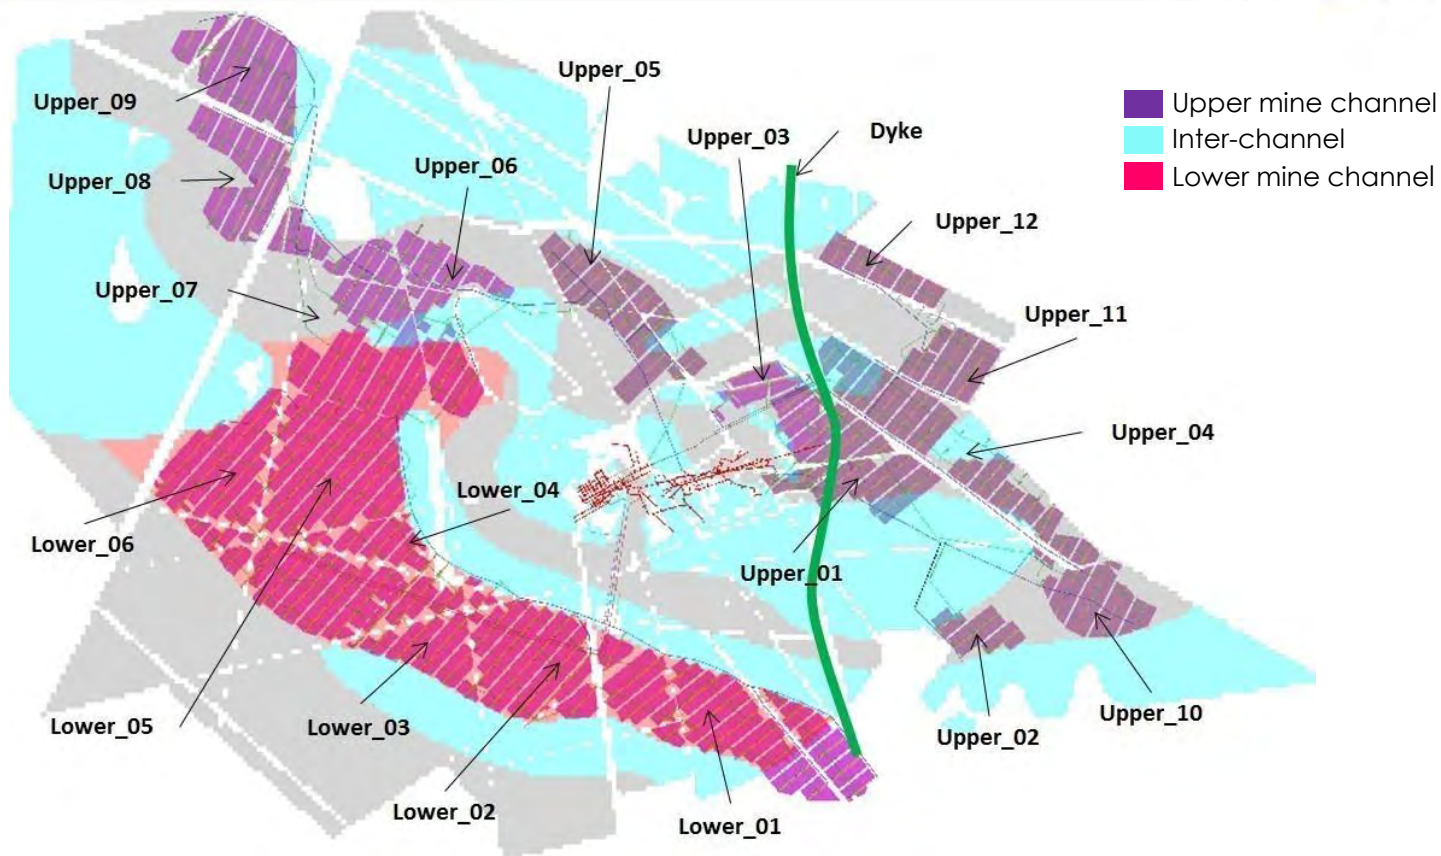 Upper_05
Upper_09
Upper_03
Dyke
Upper mine channel
Inter-channel
Lower mine channel
Upper_06
Upper_08
Upper_12
Upper_07
Upper_11
Upper_04
Lower_04
Lower_06
Upper_01
Lower_05
Lower_03
Upper_02
Upper_10
Lower_02
Lower_01